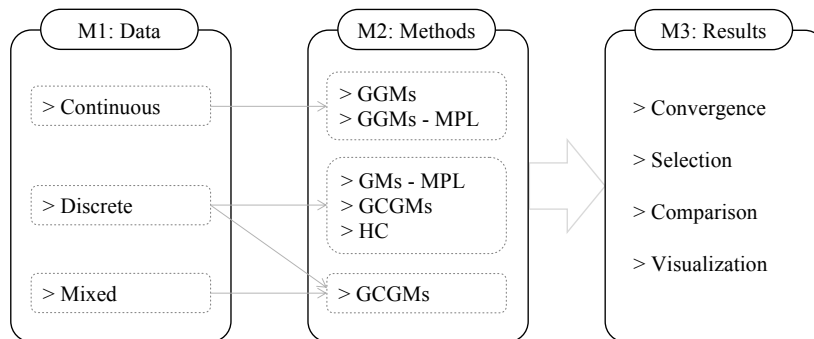 M1: Data
> Continuous
> Discrete
> Mixed
M2: Methods
> GGMs
> GGMs - MPL
> GMs - MPL
> GCGMs
> HC
> GCGMs
M3: Results
> Convergence
> Selection
> Comparison
> Visualization